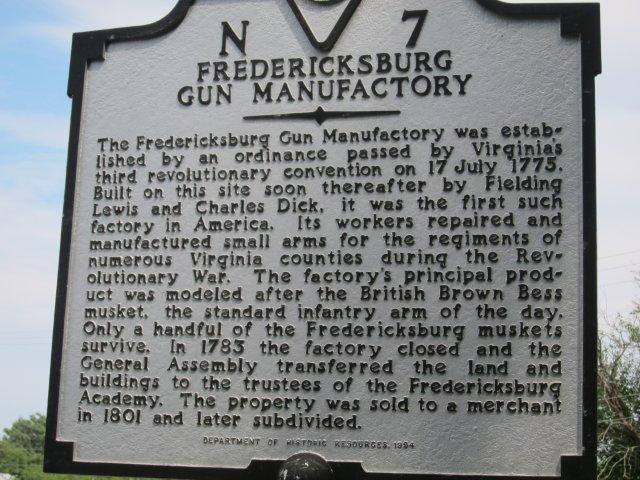 N 7
FREDERICKSBURG
GUN MANUFACTORY
The Fredericksburg Gun Manufactory was estab-
lished by an ordinance passed by Virginia's
third revolutionary convention on 17 July 1775.
Built on this site soon thereafter by Fielding
Lewis and Charles Dick, it was the first such
factory in America. Its workers repaired and
manufactured small arms for the regiments of
numerous Virginia counties during the Rev-
olutionary War. The factory's principal prod-
uct was modeled after the British Brown Bess
musket, the standard infantry arm of the day.
Only a handful of the Fredericksburg muskets
survive. In 1783 the factory closed and the
General Assembly transferred the land and
buildings to the trustees of the Fredericksburg
Academy. The property was sold to a merchant
in 1801 and later subdivided.
DEPARTMENT OF HISTORIC RESOURCES, 1994